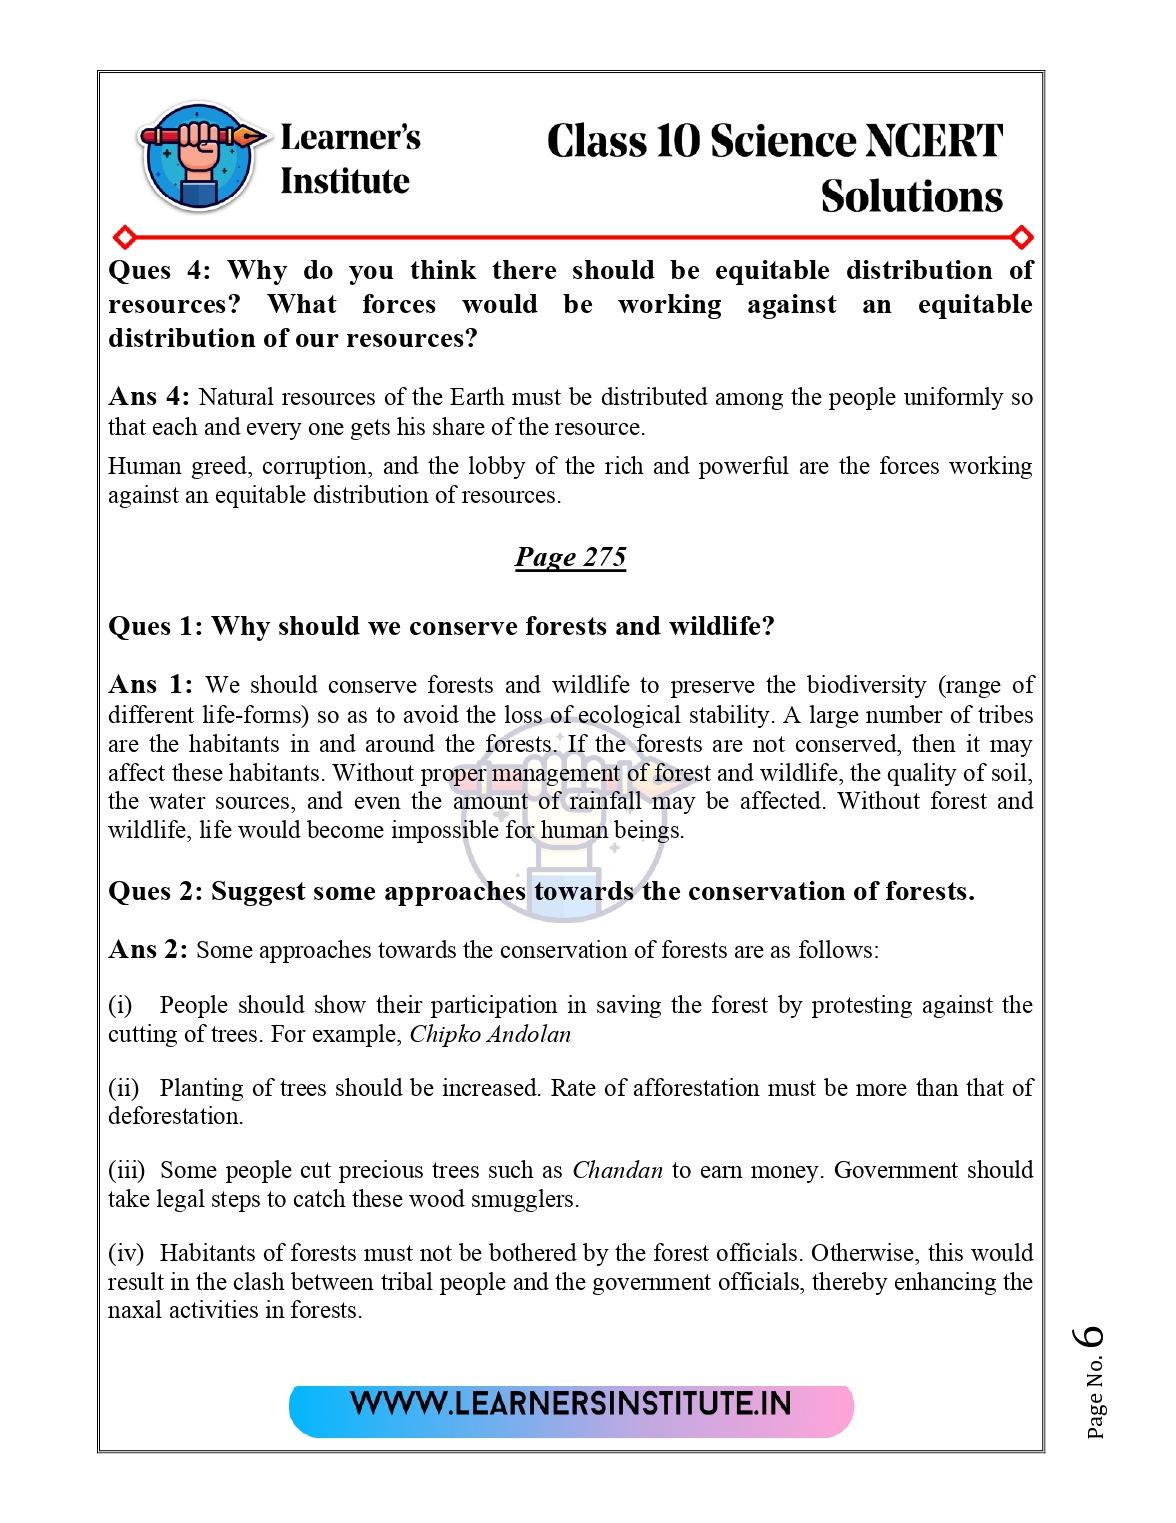 Learner's
Institute
Class 10 Science NCERT
Solutions
Ques 4: Why do you think there should be equitable distribution of
resources? What forces would be working against an equitable
distribution of our resources?
Ans 4: Natural resources of the Earth must be distributed among the people uniformly so
that each and every one gets his share of the resource.
Human greed, corruption, and the lobby of the rich and powerful are the forces working
against an equitable distribution of resources.
Page 275
Ques 1: Why should we conserve forests and wildlife?
Ans 1: We should conserve forests and wildlife to preserve the biodiversity (range of
different life-forms) so as to avoid the loss of ecological stability. A large number of tribes
are the habitants in and around the forests. If the forests are not conserved, then it may
affect these habitants. Without proper management of forest and wildlife, the quality of soil,
the water sources, and even the amount of rainfall may be affected. Without forest and
wildlife, life would become impossible for human beings.
Ques 2: Suggest some approaches towards the conservation of forests.
Ans 2: Some approaches towards the conservation of forests are as follows:
(i) People should show their participation in saving the forest by protesting against the
cutting of trees. For example, Chipko Andolan
(ii) Planting of trees should be increased. Rate of afforestation must be more than that of
deforestation.
(iii) Some people cut precious trees such as Chandan to earn money. Government should
take legal steps to catch these wood smugglers.
(iv) Habitants of forests must not be bothered by the forest officials. Otherwise, this would
result in the clash between tribal people and the government officials, thereby enhancing the
naxal activities in forests.
WWW.LEARNERSINSTITUTE.IN
Page No. 6